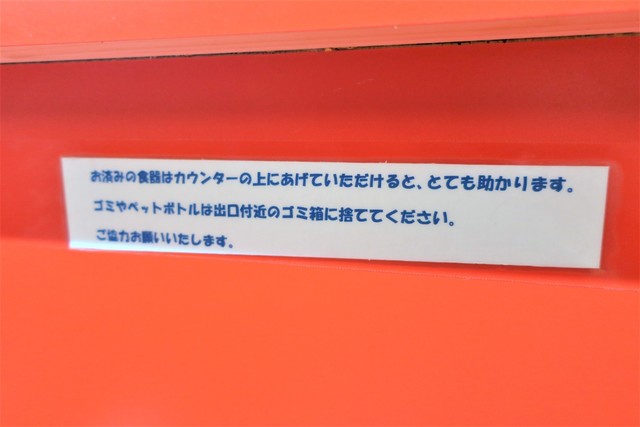 お済みの食器はカウンターの上にあげていただけると、とても助かります。
ゴミやペットボトルは出口付近のゴミ箱に捨ててください。
ご協力お願いいたします。